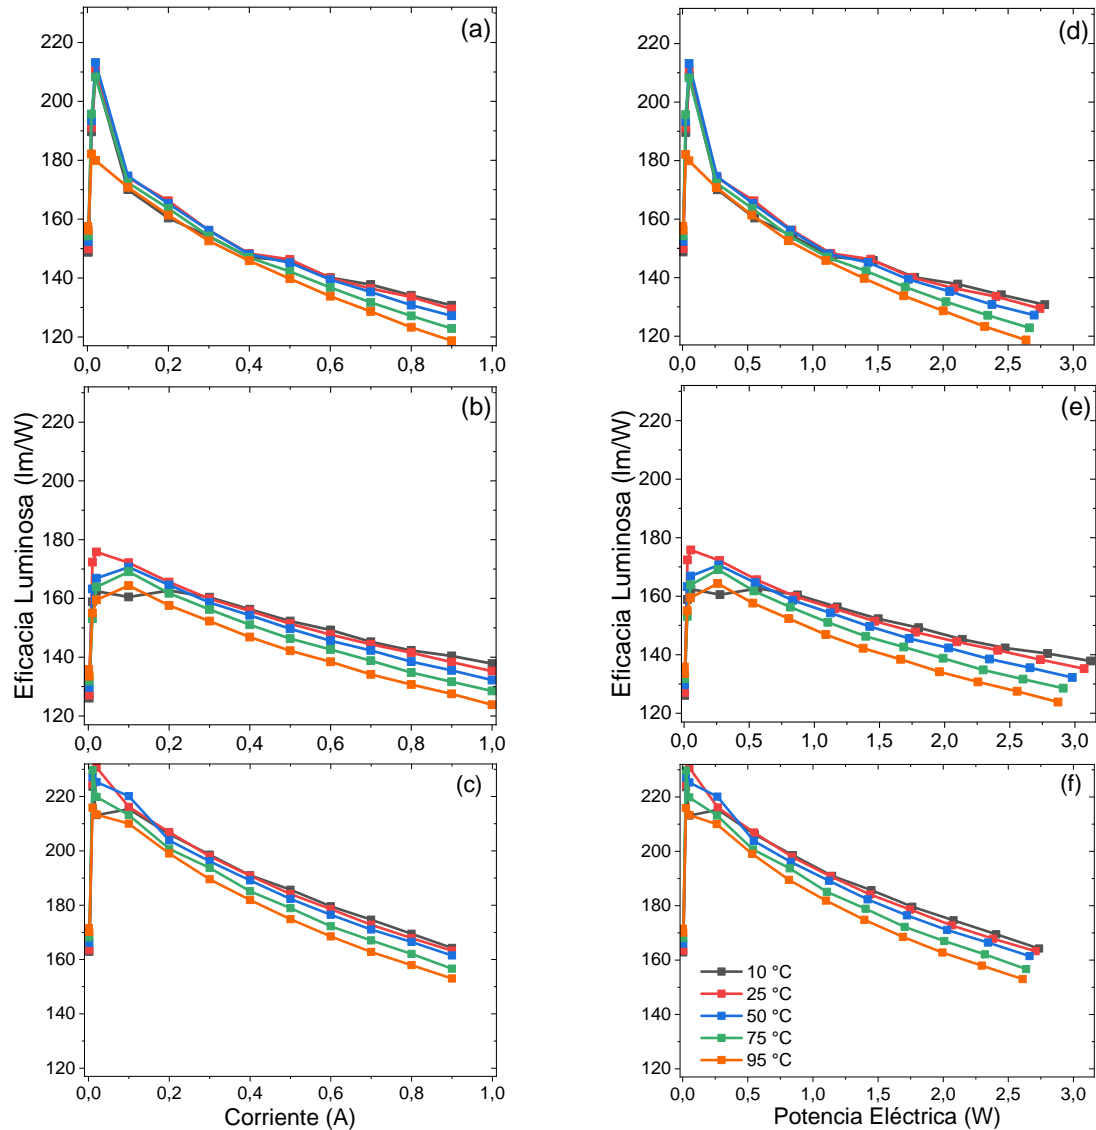 (a)
220
200
180
160
140
120
0,0 0,2 0,4 0,6 0,8 1,0
(d)
220
200
180
160
140
120
0,0 0,5 1,0 1,5 2,0 2,5 3,0
(b)
220
200
180
160
140
120
0,0 0,2 0,4 0,6 0,8 1,0
Eficacia Luminosa (lm/W)
(e)
220
200
180
160
140
120
0,0 0,5 1,0 1,5 2,0 2,5 3,0
Eficacia Luminosa (lm/W)
(c)
220
200
180
160
140
120
0,0 0,2 0,4 0,6 0,8 1,0
Corriente (A)
(f)
220
200
180
160
140
120
10 °C
25 °C
50 °C
75 °C
95 °C
0,0 0,5 1,0 1,5 2,0 2,5 3,0
Potencia Eléctrica (W)